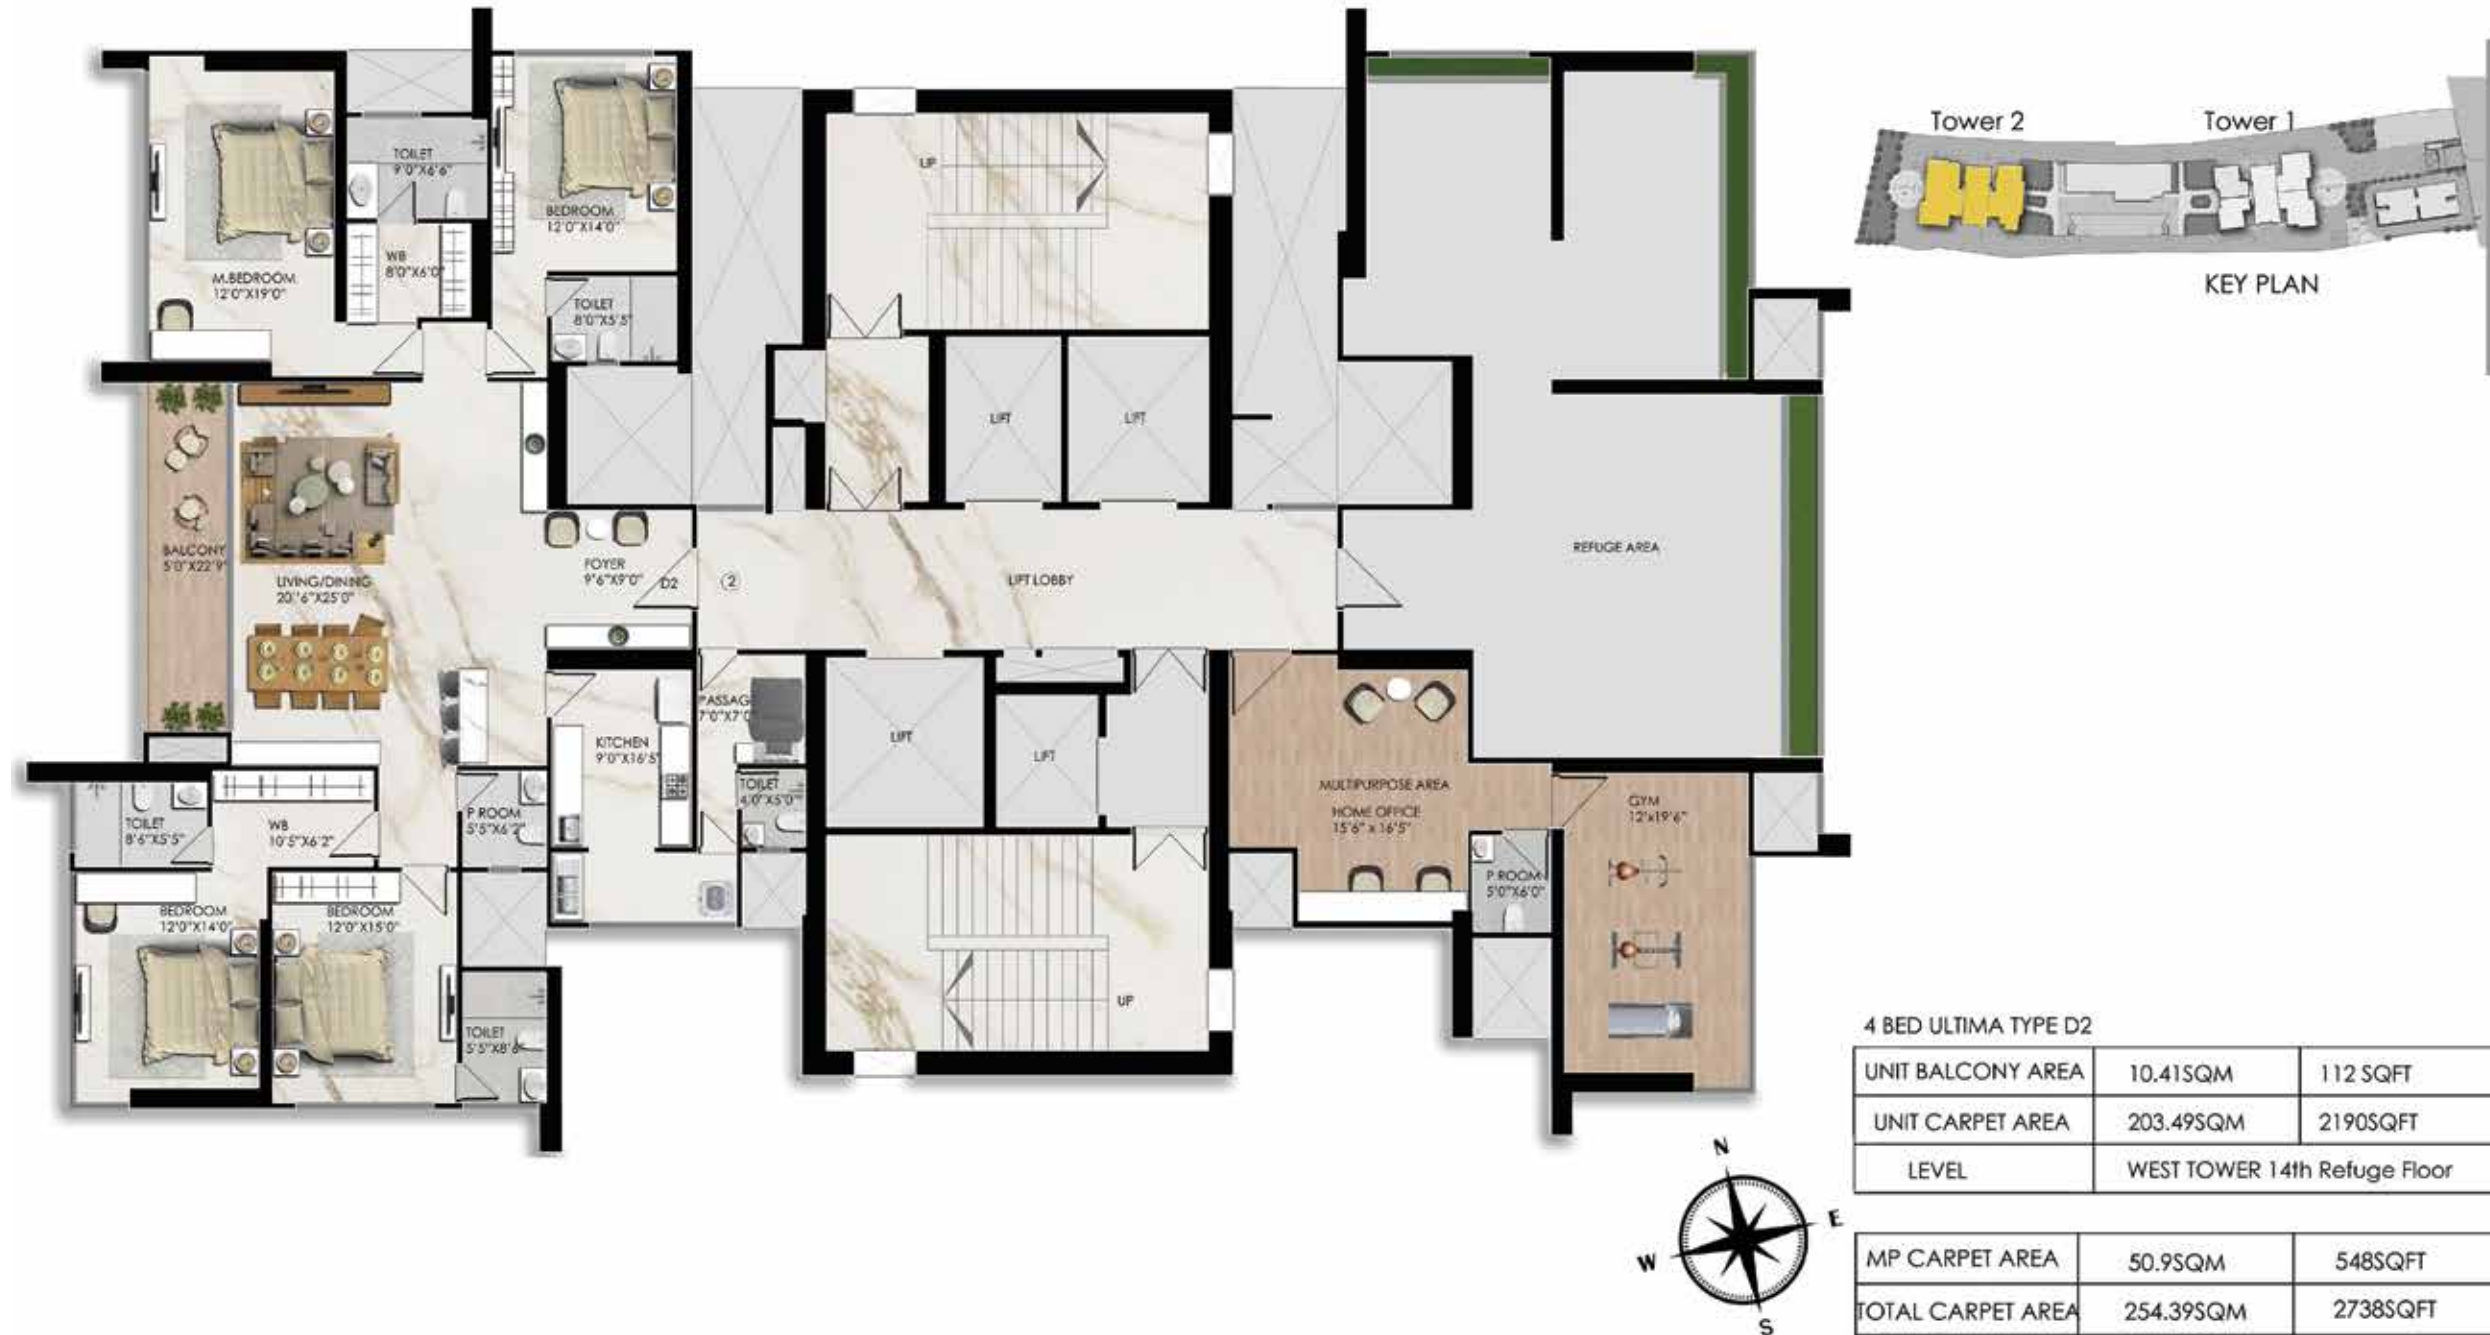 Tower 2
Tower 1
KEY PLAN
TOILET
9'0"X6'6"
BEDROOM
12'0"X14'0"
WB
8'0"X6'0"
M.BEDROOM
12'0"X19'0"
TOILET
8'0"X5'5"
UP
LIFT
LIFT
BALCONY
5'0"X22'9"
LIVING/DINING
20'6"X25'0"
FOYER
9'6"X9'0"
D2
2
LIFT LOBBY
REFUGE AREA
PASSAG
7'0"X7'0
KITCHEN
9'0"X16'5"
LIFT
LIFT
TOILET
4'0"X5'0"
MULTIPURPOSE AREA
HOME OFFICE
15'6" x 16'5"
GYM
12'x19'6"
TOILET
8'6"X5'5"
WB
10'5"X6'2"
P ROOM
5'5"X6'2"
P ROOM
5'0"X6'0"
BEDROOM
12'0"X14'0"
BEDROOM
12'0"X15'0"
TOILET
5'5"X8'6"
UP
4 BED ULTIMA TYPE D2
UNIT BALCONY AREA 10.41SQM 112 SQFT
UNIT CARPET AREA 203.49SQM 2190SQFT
LEVEL WEST TOWER 14th Refuge Floor
N
E
W
S
MP CARPET AREA 50.9SQM 548SQFT
TOTAL CARPET AREA 254.39SQM 2738SQFT